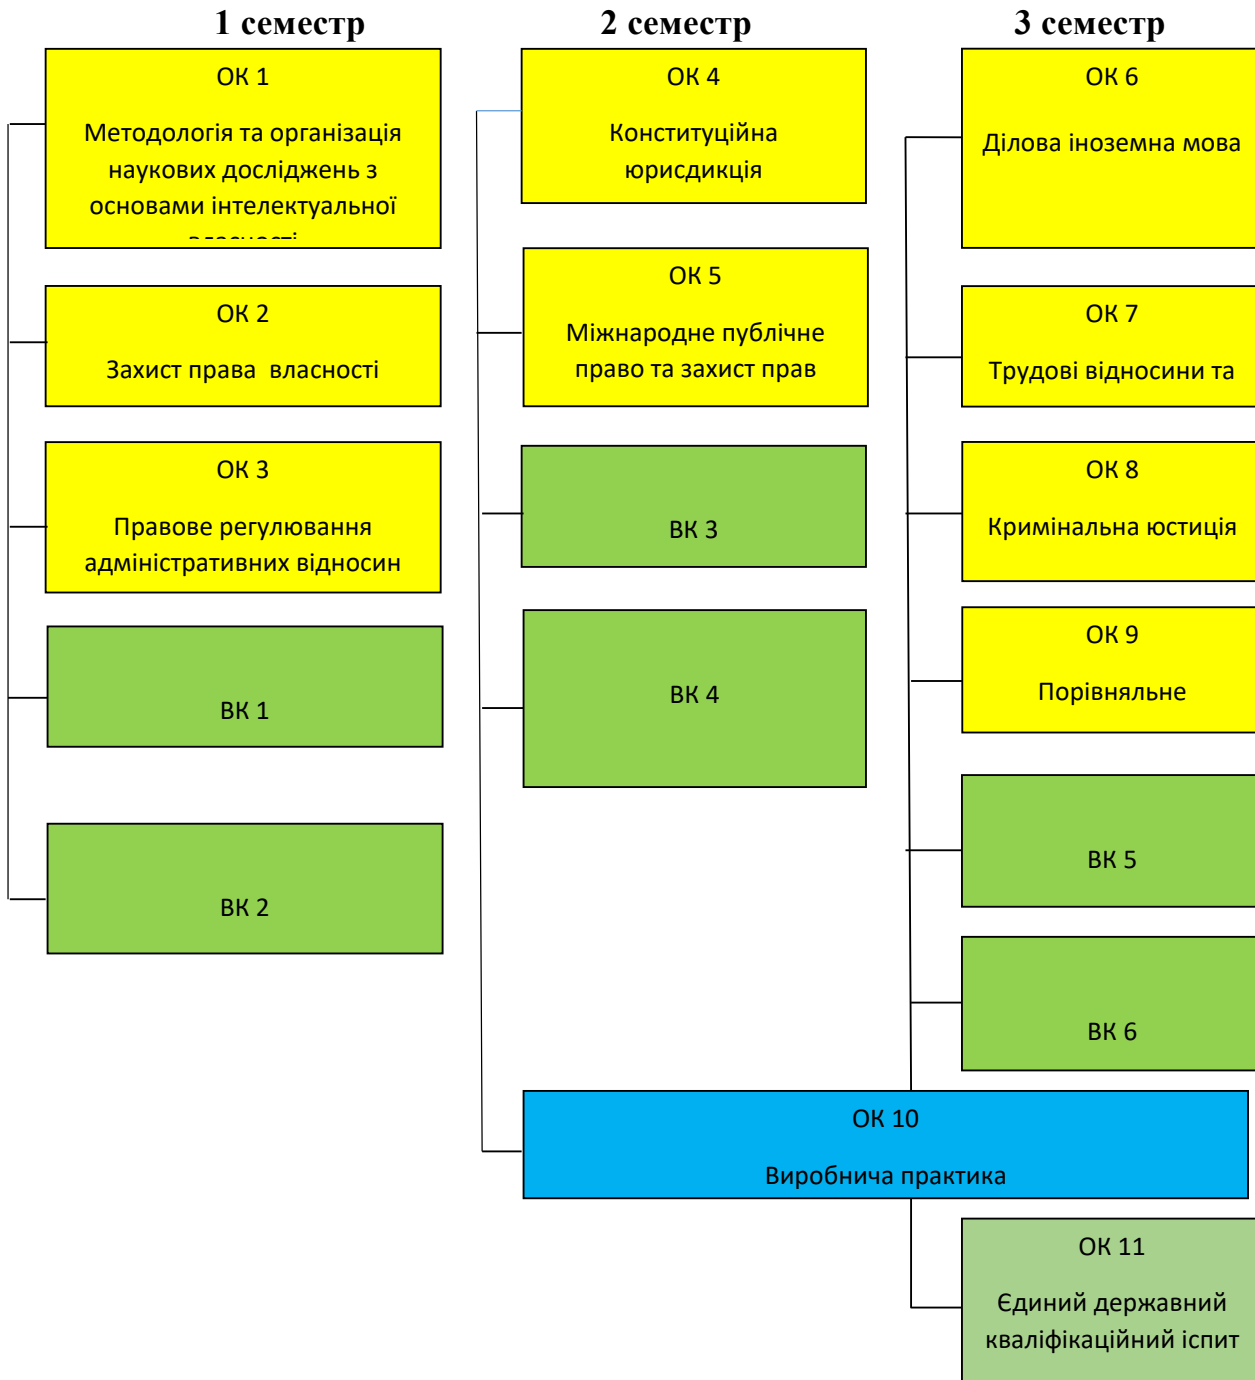 1 семестр
2 семестр
3 семестр
ОК 1
Методологія та організація
наукових досліджень з
основами інтелектуальної
власності
ОК 2
Захист права власності
ОК 3
Правове регулювання
адміністративних відносин
ВК 1
ВК 2
ОК 4
Конституційна
юрисдикція
ОК 5
Міжнародне публічне
право та захист прав
ВК 3
ВК 4
ОК 6
Ділова іноземна мова
ОК 7
Трудові відносини та
ОК 8
Кримінальна юстиція
ОК 9
Порівняльне
ВК 5
ВК 6
ОК 10
Виробнича практика
ОК 11
Єдиний державний
кваліфікаційний іспит